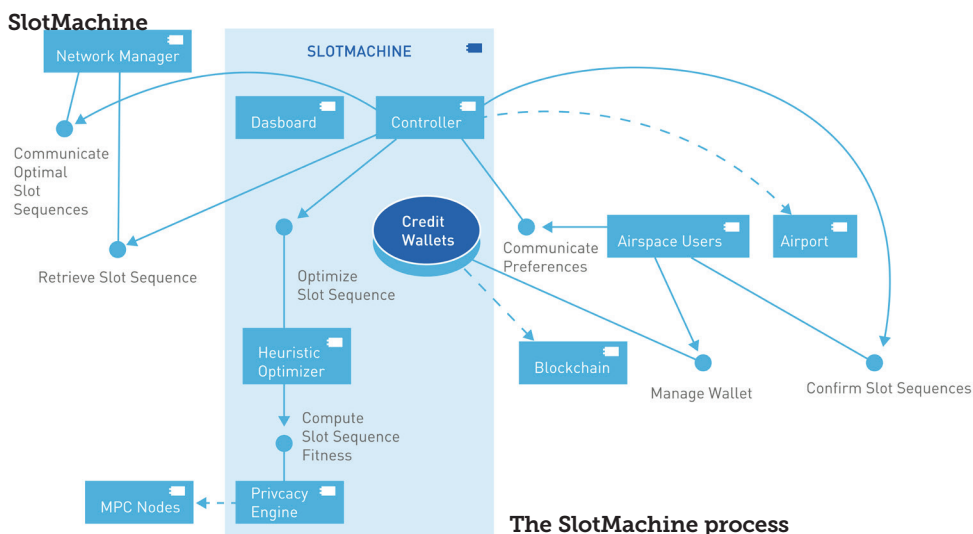 SlotMachine
Network Manager
SLOTMACHINE
Dasboard
Controller
Communicate
Optimal
Slot
Sequences
Retrieve Slot Sequence
Credit
Wallets
Communicate
Preferences
Airspace Users
Airport
Optimize
Slot Sequence
Heuristic
Optimizer
Blockchain
Manage Wallet
Confirm Slot Sequences
Compute
Slot Sequence
Fitness
MPC Nodes
Privcacy
Engine
The SlotMachine process